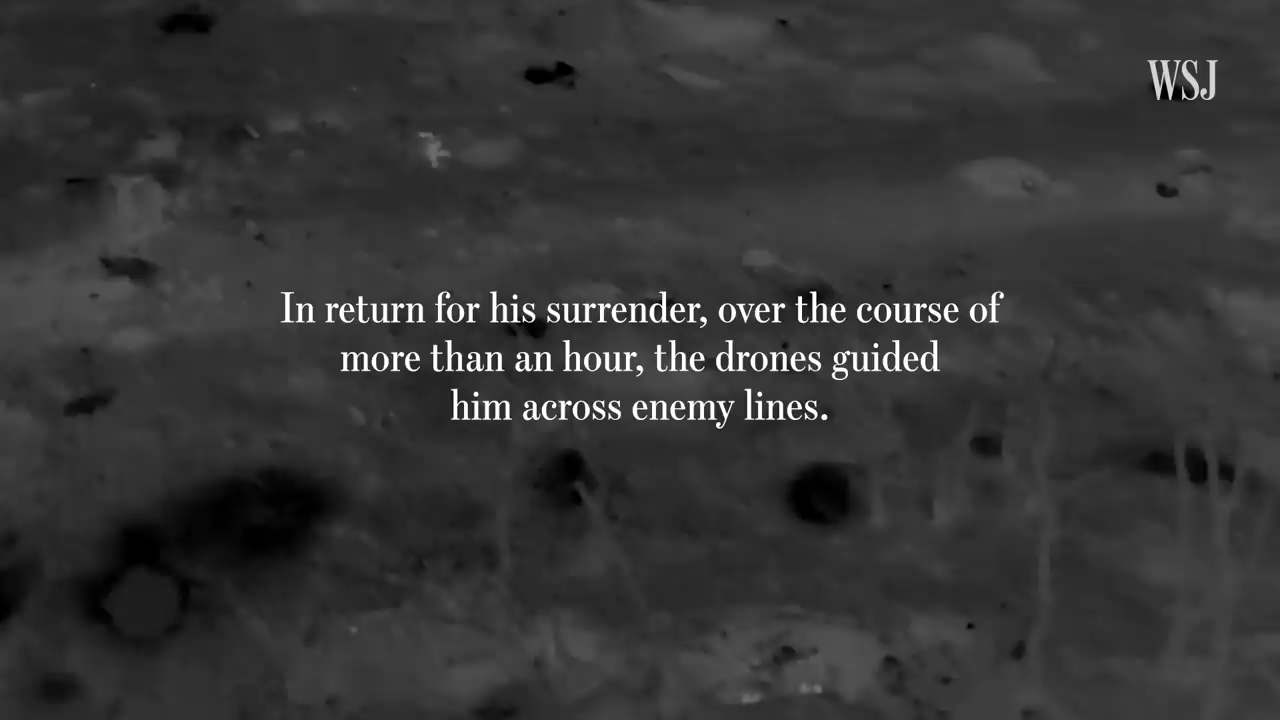 WSJ
In return for his surrender, over the course of
more than an hour, the drones guided
him across enemy lines.